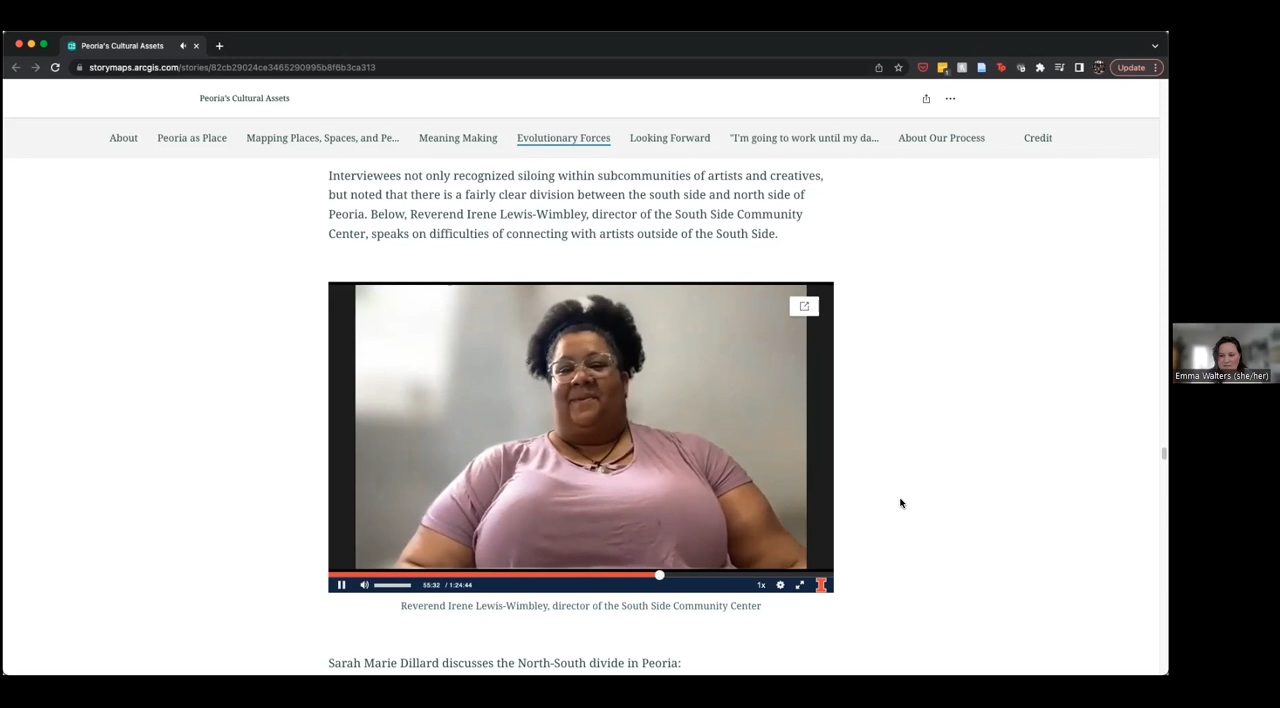 Peoria's Cultural Assets
storymaps.arcgis.com/stories/82cb29024ce3465290995b8f6b3ca313
Update
Peoria's Cultural Assets
About
Peoria as Place
Mapping Places, Spaces, and Pe...
Meaning Making
Evolutionary Forces
Looking Forward
"I'm going to work until my da...
About Our Process
Credit
Interviewees not only recognized siloing within subcommunities of artists and creatives,
but noted that there is a fairly clear division between the south side and north side of
Peoria. Below, Reverend Irene Lewis-Wimbley, director of the South Side Community
Center, speaks on difficulties of connecting with artists outside of the South Side.
55:32 / 1:24:44
1x
Reverend Irene Lewis-Wimbley, director of the South Side Community Center
Sarah Marie Dillard discusses the North-South divide in Peoria:
Emma Walters (she/her)